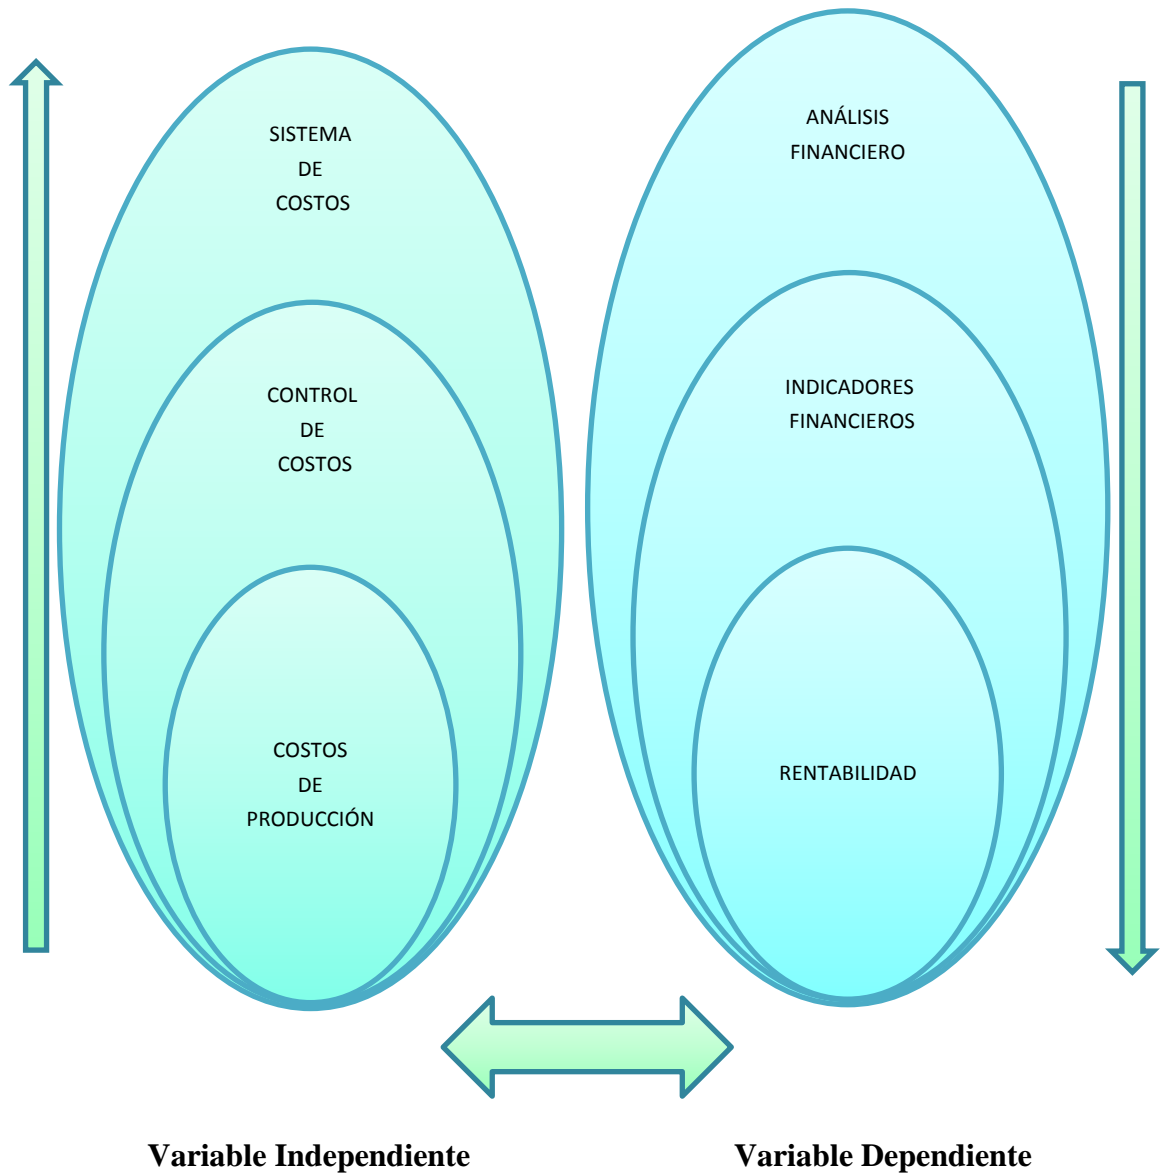 SISTEMA
DE
COSTOS
CONTROL
DE
COSTOS
COSTOS
DE
PRODUCCIÓN
ANÁLISIS
FINANCIERO
INDICADORES
FINANCIEROS
RENTABILIDAD
Variable Independiente
Variable Dependiente